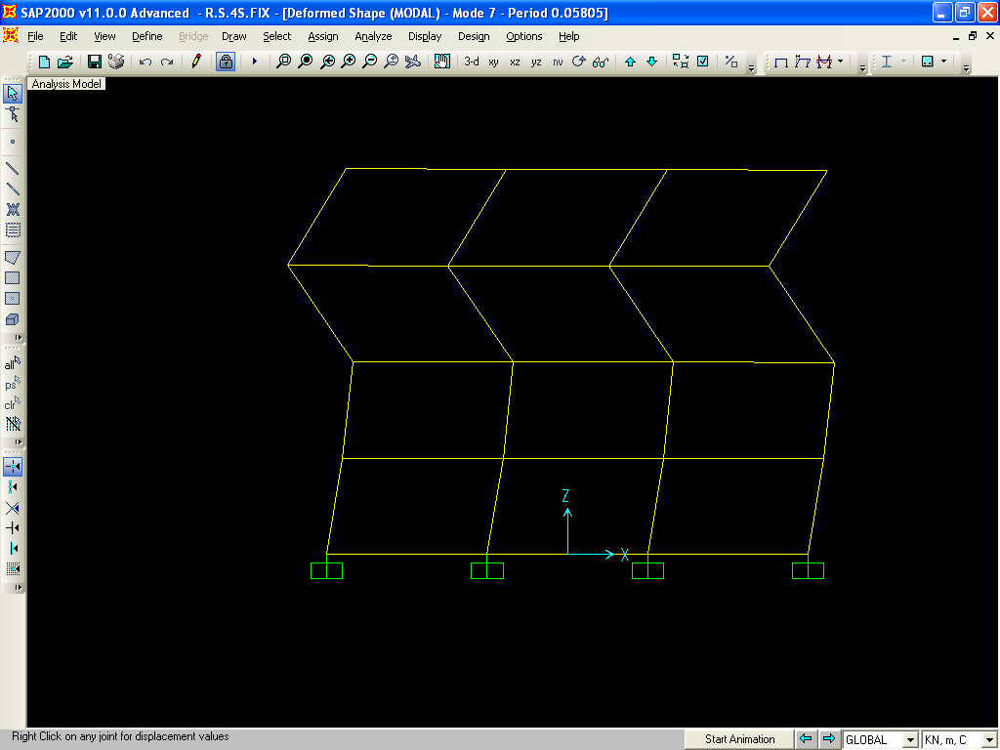 SAP2000 v11.0.0 Advanced - R.S.4S.FIX - [Deformed Shape (MODAL) - Mode 7 - Period 0.05805]
File Edit View Define Bridge Draw Select Assign Analyze Display Design Options Help
3-d xy xz yz nv
Analysis Model
all
ps
clr
Z
X
Right Click on any joint for displacement values
Start Animation
GLOBAL
KN, m, C